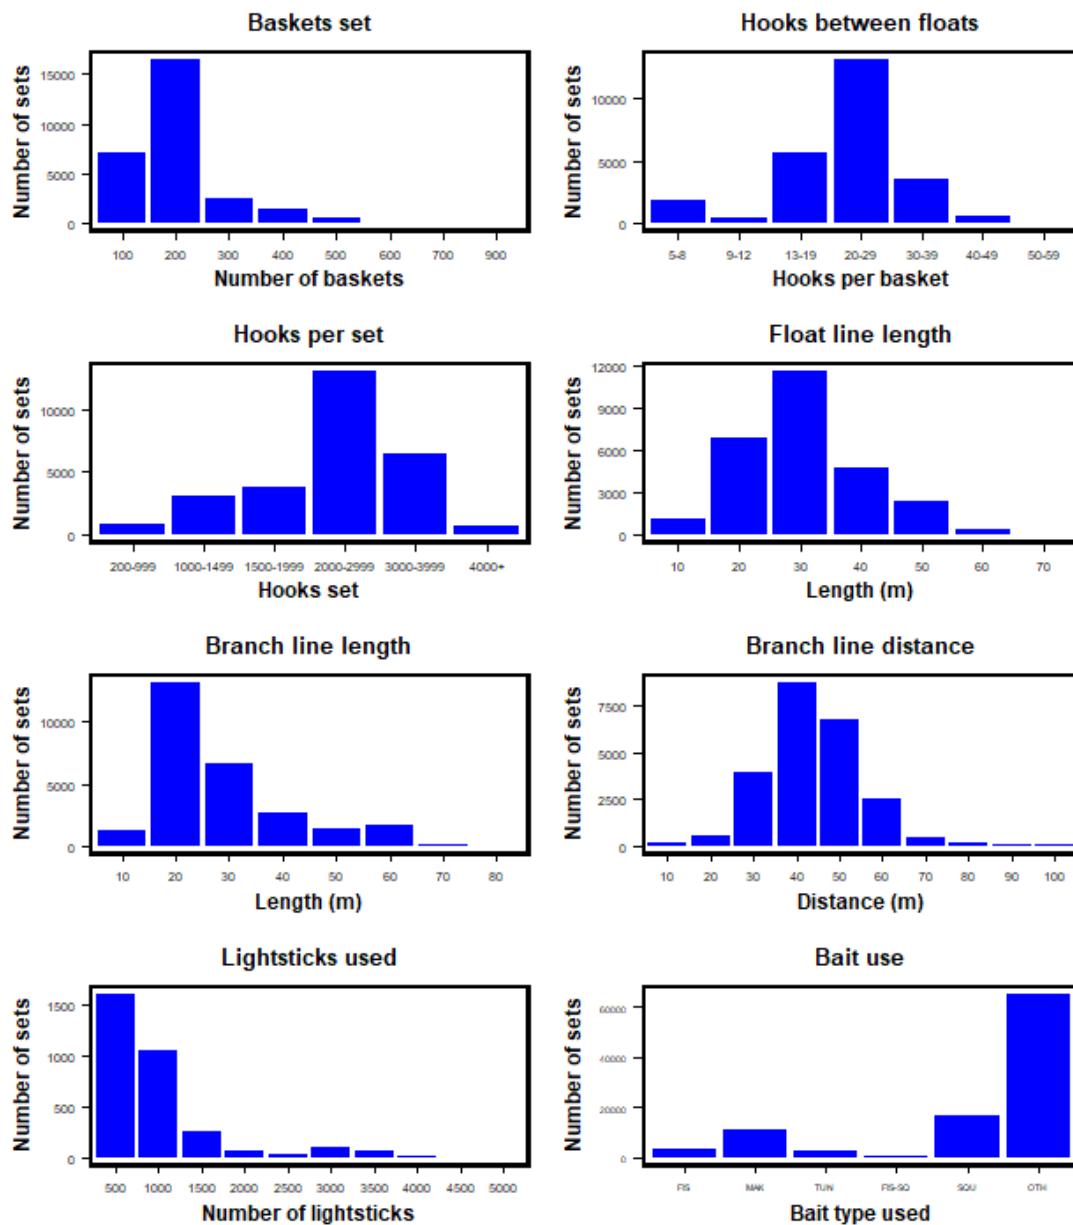 Baskets set
Number of sets
15000
10000
5000
0
100 200 300 400 500 600 700 900
Number of baskets
Hooks between floats
Number of sets
10000
5000
0
5-8 9-12 13-19 20-29 30-39 40-49 50-59
Hooks per basket
Hooks per set
Number of sets
10000
5000
0
200-999 1000-1499 1500-1999 2000-2999 3000-3999 4000+
Hooks set
Float line length
Number of sets
12000
9000
6000
3000
0
10 20 30 40 50 60 70
Length (m)
Branch line length
Number of sets
10000
5000
0
10 20 30 40 50 60 70 80
Length (m)
Branch line distance
Number of sets
7500
5000
2500
0
10 20 30 40 50 60 70 80 90 100
Distance (m)
Lightsticks used
Number of sets
1500
1000
500
0
500 1000 1500 2000 2500 3000 3500 4000 4500 5000
Number of lightsticks
Bait use
Number of sets
60000
40000
20000
0
FIS MAK TUN FIS-SQ SQU OTH
Bait type used